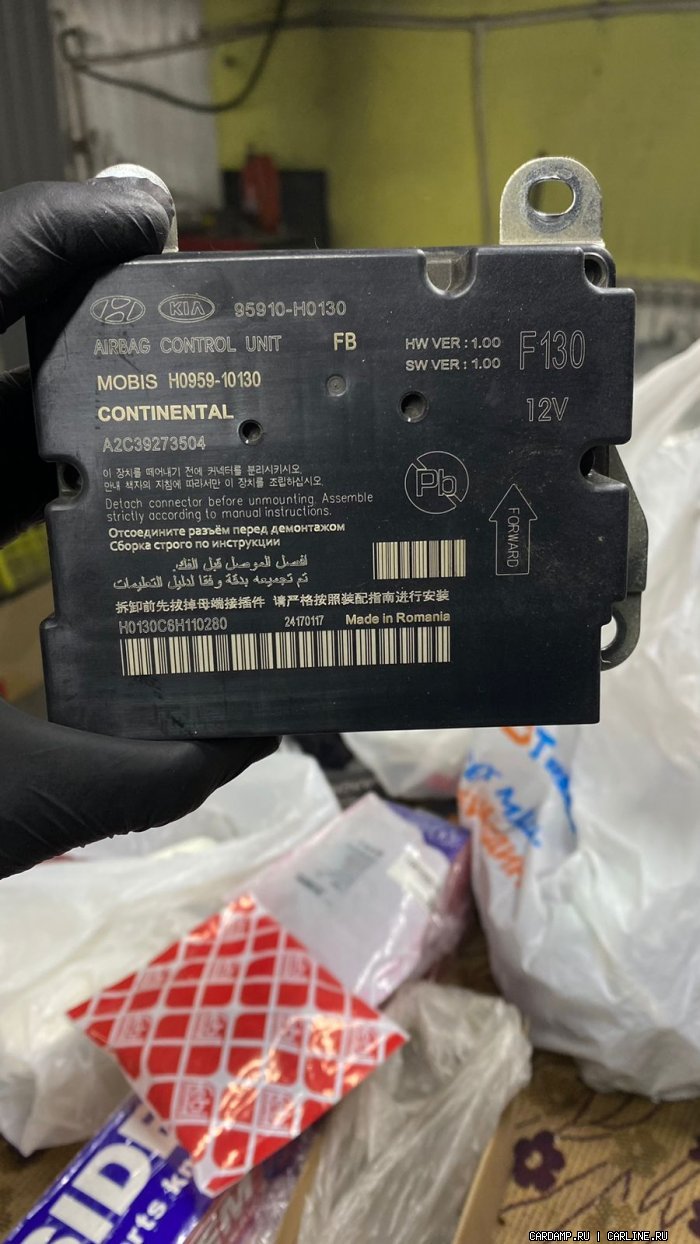 KIA 95910-H0130
AIRBAG CONTROL UNIT FB HW VER : 1.00 F130
SW VER : 1.00
MOBIS H0959-10130
CONTINENTAL 12V
A2C39273504
이 장치를 떼어내기 전에 커넥터를 분리시키시오.
안내 책자의 지침에 따라서만 이 장치를 조립하십시오.
Pb
Detach connector before unmounting. Assemble
strictly according to manual instructions.
FORWARD
Отсоедините разъём перед демонтажом
Сборка строго по инструкции
افصل الموصل قبل الفك.
تم تجميعه بدقة وفقا لدليل التعليمات
拆卸前先拔掉母端接插件 请严格按照装配指南进行安装
H0130C6H110280 24170117 Made in Romania
SIDE
arts.kn
CARDAMP.RU | CARLINE.RU